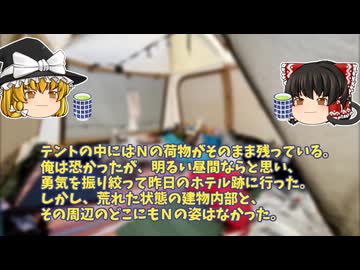 テントの中にはNの荷物がそのまま残っている。
俺は恐かったが、明るい昼間ならと思い、
勇気を振り絞って昨日のホテル跡に行った。
しかし、荒れた状態の建物内部と、
その周辺のどこにもNの姿はなかった。